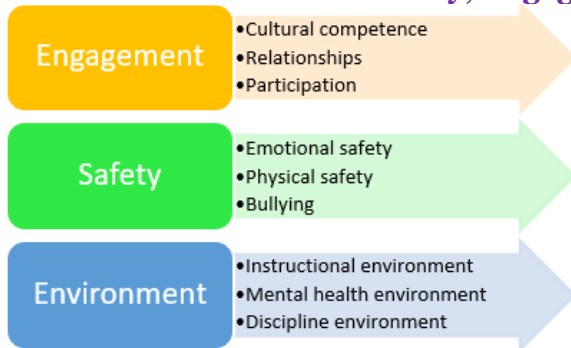 Engagement
•Cultural competence
•Relationships
•Participation
Safety
•Emotional safety
•Physical safety
•Bullying
Environment
•Instructional environment
•Mental health environment
•Discipline environment